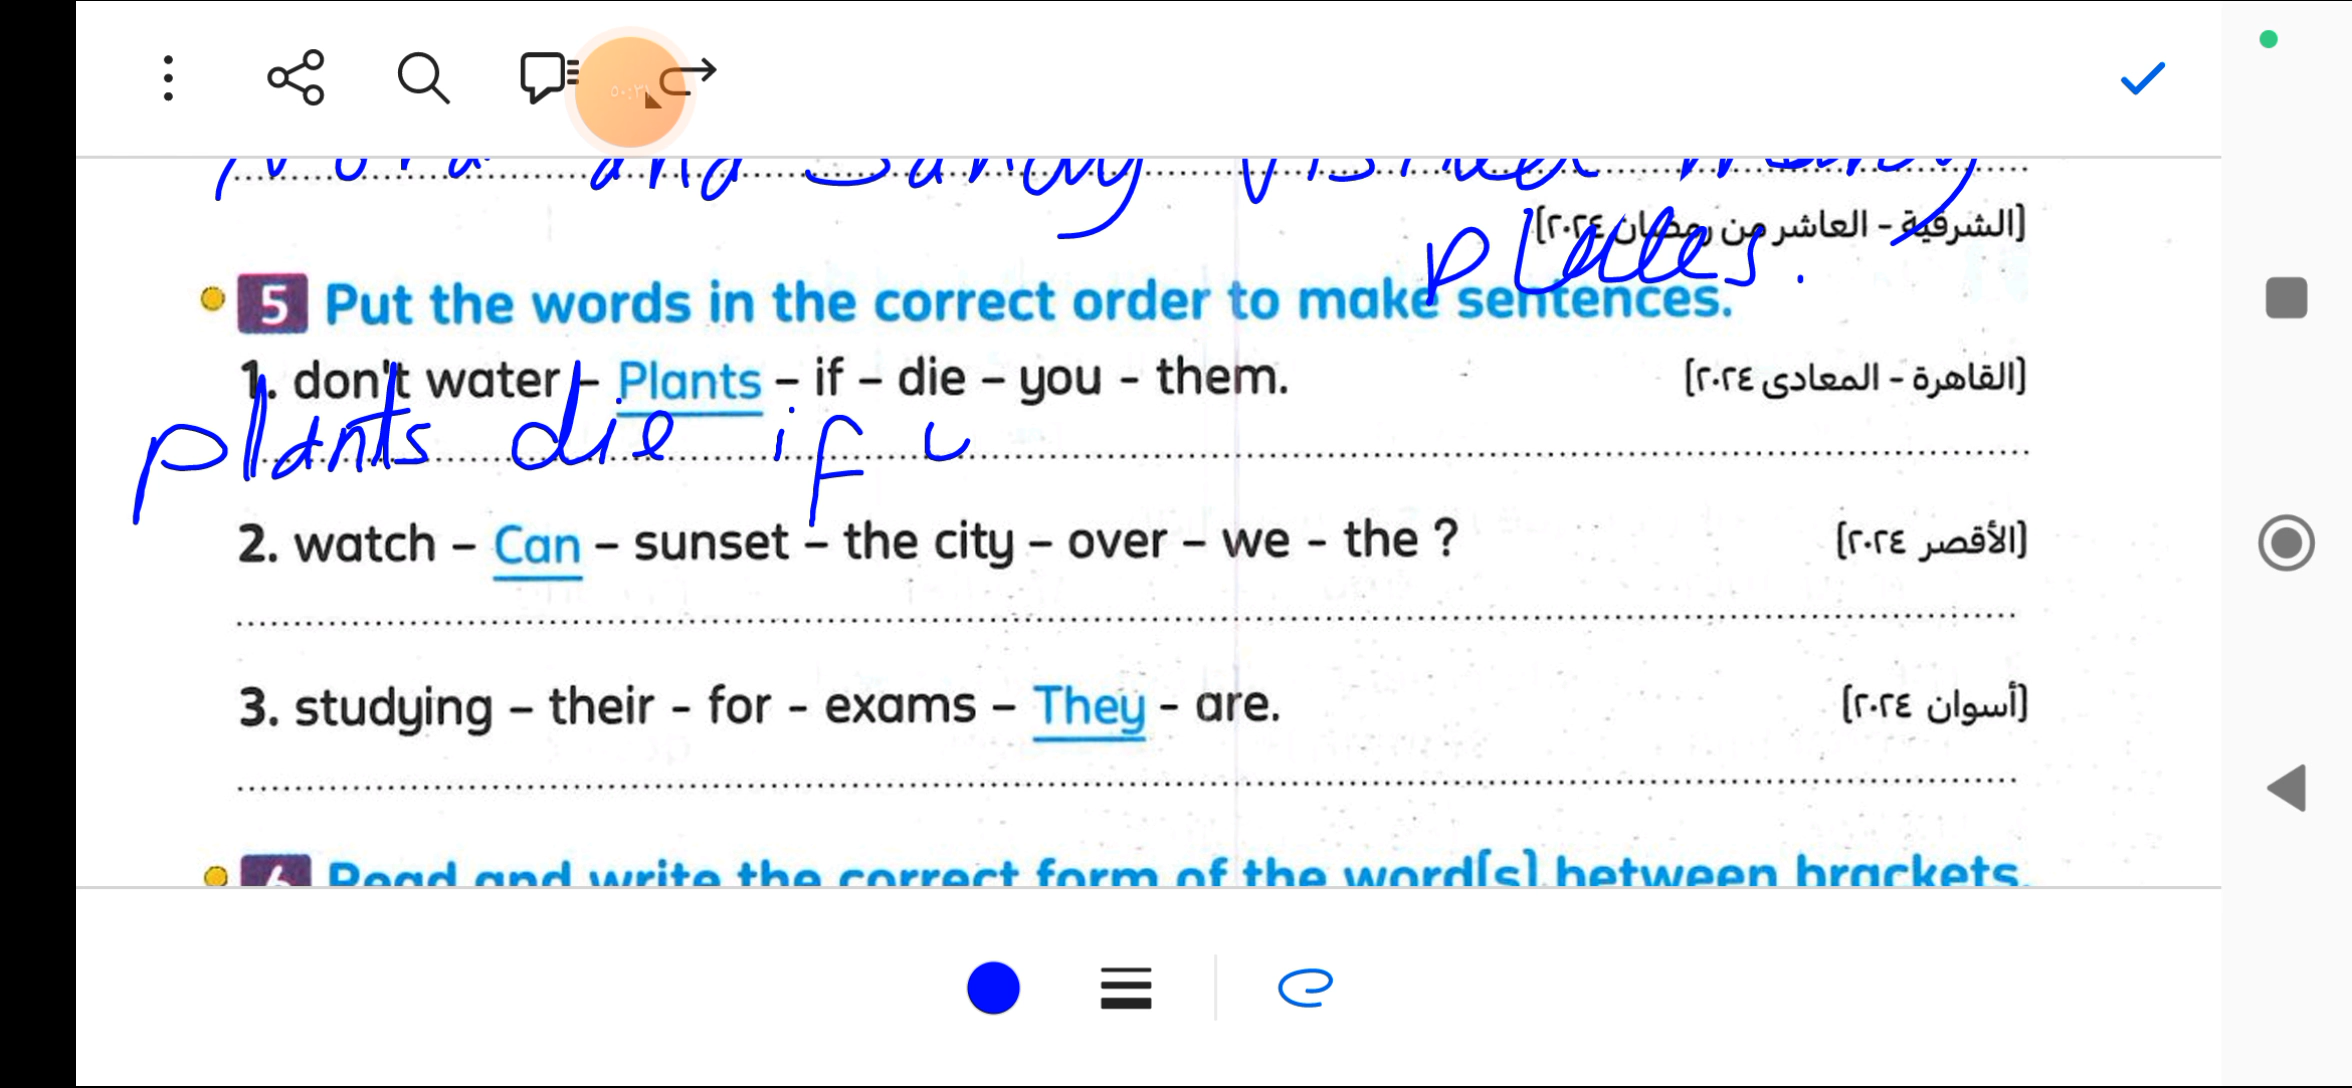 ٥٠:٣١
Nora and Sandy visited many
places.
[الشرقية - العاشر من رمضان ٢٠٢٤]
5 Put the words in the correct order to make sentences.
1. don't water – Plants – if – die – you - them.
[القاهرة - المعادى ٢٠٢٤]
plants die if
2. watch – Can – sunset – the city – over – we - the ?
[الأقصر ٢٠٢٤]
3. studying – their - for - exams – They - are.
[أسوان ٢٠٢٤]
6 Read and write the correct form of the word[s] between brackets.